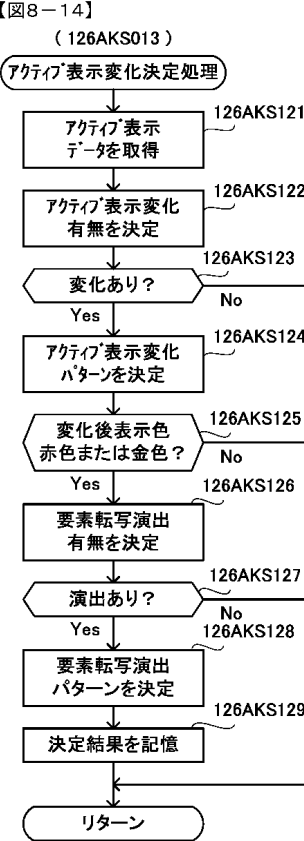 【図8-14】
(126AKS013)
アクティブ表示変化決定処理
126AKS121
アクティブ表示
データを取得
126AKS122
アクティブ表示変化
有無を決定
126AKS123
変化あり？
No
Yes
126AKS124
アクティブ表示変化
パターンを決定
126AKS125
変化後表示色
赤色または金色？
No
Yes
126AKS126
要素転写演出
有無を決定
126AKS127
演出あり？
No
Yes
126AKS128
要素転写演出
パターンを決定
126AKS129
決定結果を記憶
リターン